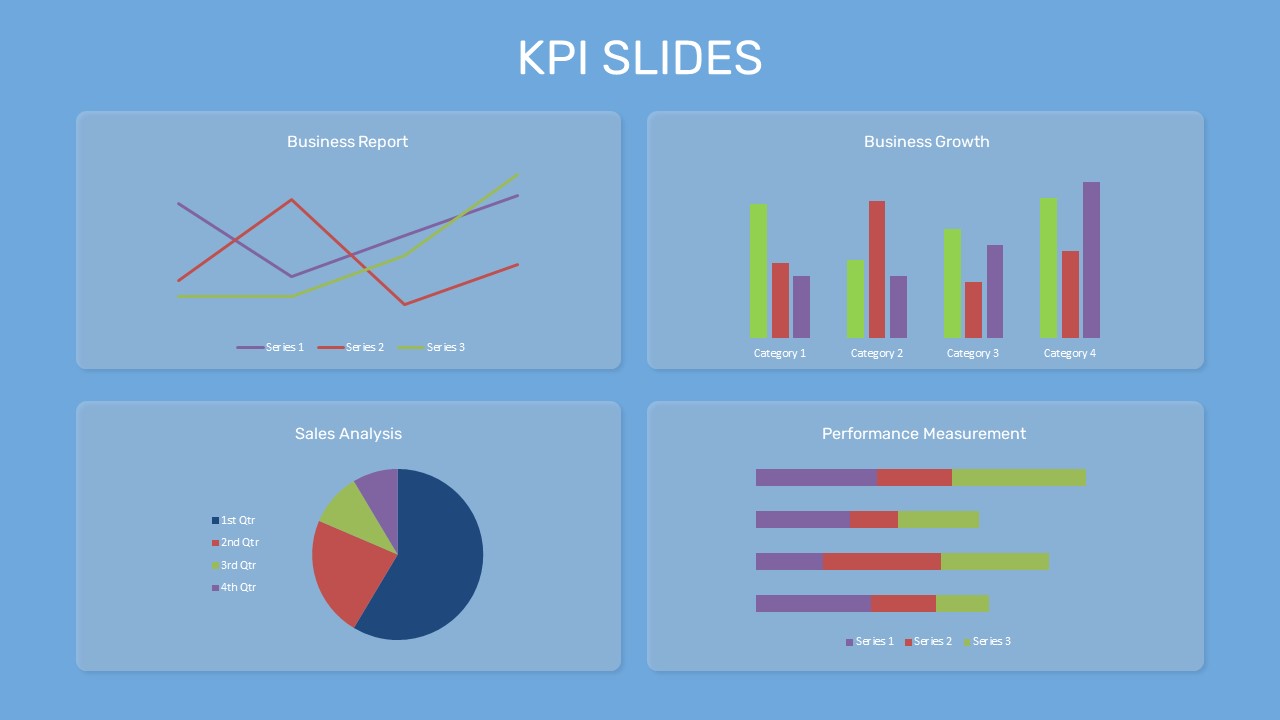 KPI SLIDES
Business Report
Series 1 Series 2 Series 3
Business Growth
Category 1 Category 2 Category 3 Category 4
Sales Analysis
1st Qtr
2nd Qtr
3rd Qtr
4th Qtr
Performance Measurement
Series 1 Series 2 Series 3